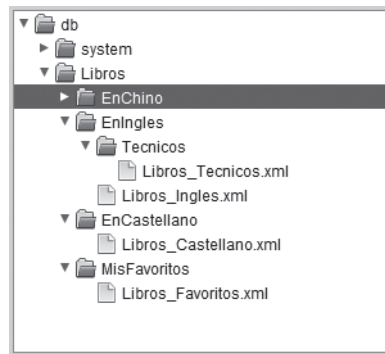 db
system
Libros
EnChino
EnIngles
Tecnicos
Libros_Tecnicos.xml
Libros_Ingles.xml
EnCastellano
Libros_Castellano.xml
MisFavoritos
Libros_Favoritos.xml